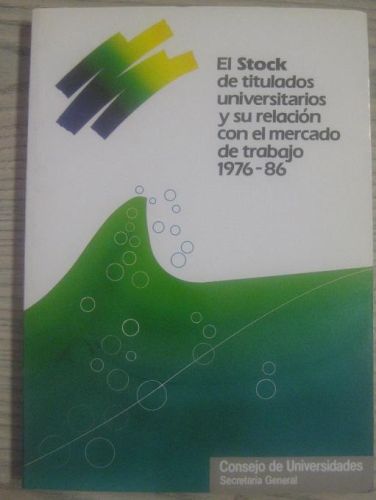 El Stock
de titulados
universitarios
y su relación
con el mercado
de trabajo
1976-86
Consejo de Universidades
Secretaría General